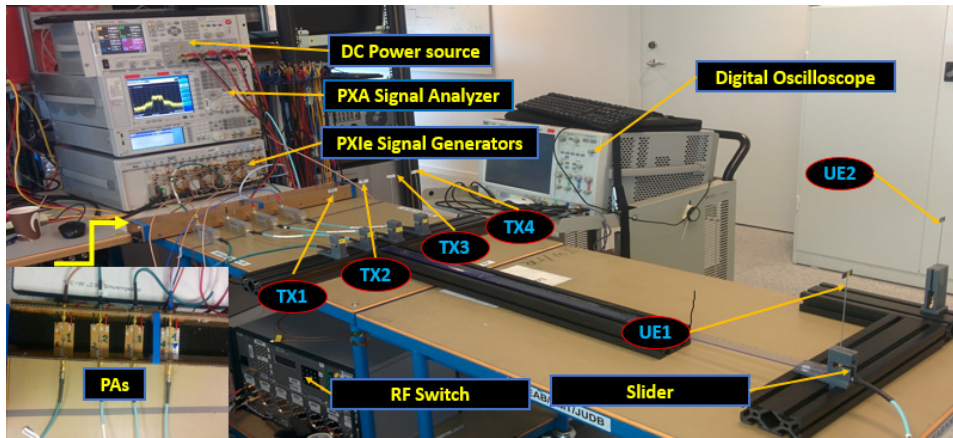 DC Power source
PXA Signal Analyzer
PXIe Signal Generators
Digital Oscilloscope
UE2
TX4
TX3
TX2
TX1
UE1
PAs
RF Switch
Slider